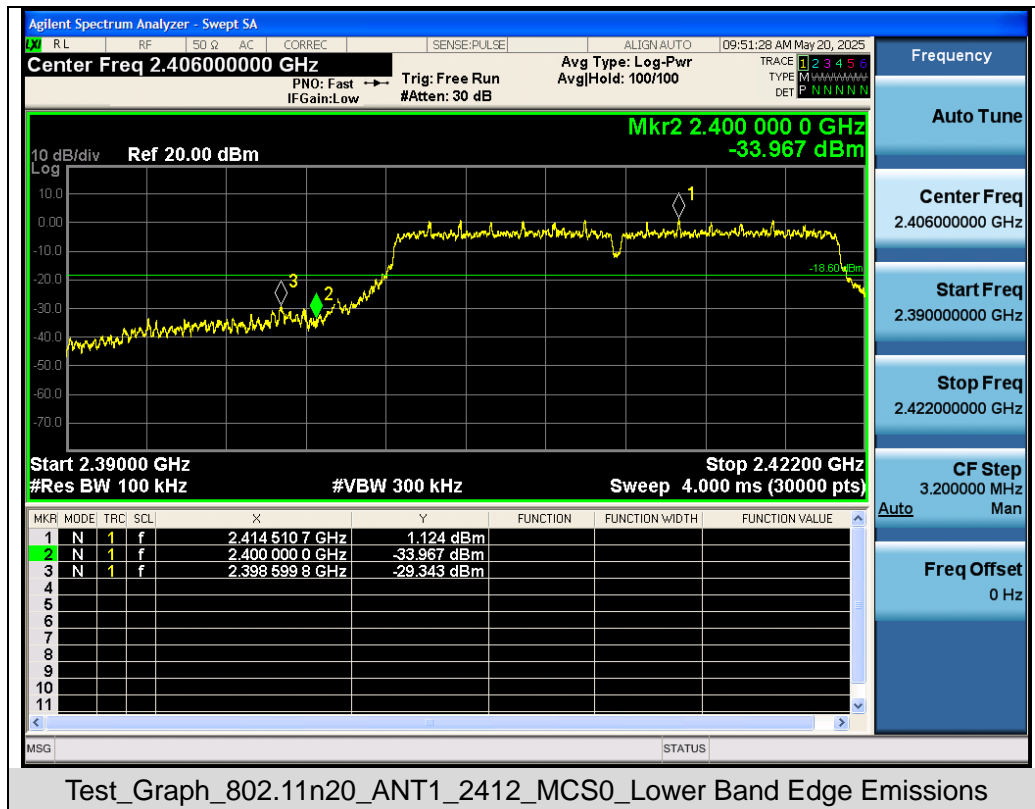 Agilent Spectrum Analyzer - Swept SA
LXI RL RF 50 Ω AC CORREC SENSE:PULSE ALIGN AUTO 09:51:28 AM May 20, 2025
Center Freq 2.406000000 GHz
PNO: Fast
IFGain:Low
Trig: Free Run
#Atten: 30 dB
Avg Type: Log-Pwr
Avg|Hold: 100/100
TRACE 1 2 3 4 5 6
TYPE M
DET P N N N N N
Mkr2 2.400 000 0 GHz
-33.967 dBm
10 dB/div Ref 20.00 dBm
Log
10.0
0.00
-10.0
-20.0
-30.0
-40.0
-50.0
-60.0
-70.0
1
2
3
-18.60 dBm
Start 2.39000 GHz Stop 2.42200 GHz
#Res BW 100 kHz #VBW 300 kHz Sweep 4.000 ms (30000 pts)
MKR MODE TRC SCL X Y FUNCTION FUNCTION WIDTH FUNCTION VALUE
1 N 1 f 2.414 510 7 GHz 1.124 dBm
2 N 1 f 2.400 000 0 GHz -33.967 dBm
3 N 1 f 2.398 599 8 GHz -29.343 dBm
4
5
6
7
8
9
10
11
MSG STATUS
Frequency
Auto Tune
Center Freq
2.406000000 GHz
Start Freq
2.390000000 GHz
Stop Freq
2.422000000 GHz
CF Step
3.200000 MHz
Auto Man
Freq Offset
0 Hz
Test_Graph_802.11n20_ANT1_2412_MCS0_Lower Band Edge Emissions